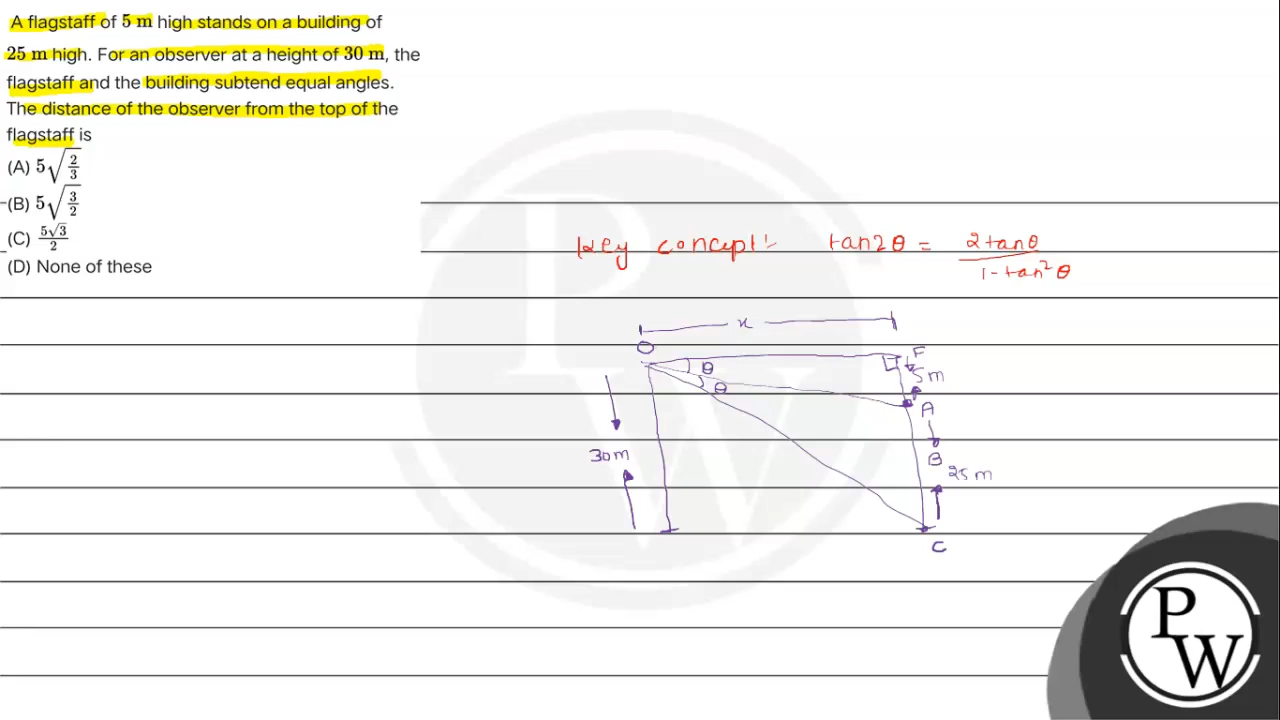 A flagstaff of 5 m high stands on a building of
25 m high. For an observer at a height of 30 m, the
flagstaff and the building subtend equal angles.
The distance of the observer from the top of the
flagstaff is
(A) 5√(2/3)
(B) 5√(3/2)
(C) 5√3/2
(D) None of these
Key concept:- tan2θ = 2tanθ/1-tan²θ
x
O
F
θ
5m
θ
A
30m
B
25 m
C
P
W
P
W